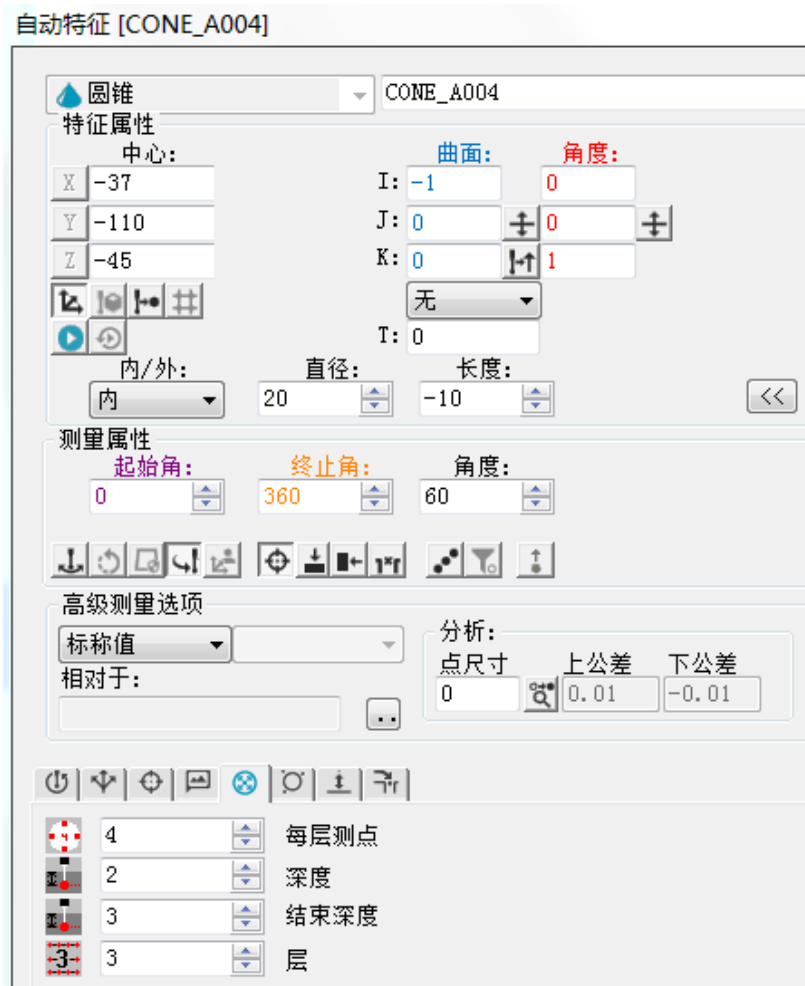 自动特征 [CONE_A004]
圆锥 CONE_A004
特征属性
中心: 曲面: 角度:
X -37 I: -1 0
Y -110 J: 0 0
Z -45 K: 0 1
无
T: 0
内/外: 直径: 长度:
内 20 -10 <<
测量属性
起始角: 终止角: 角度:
0 360 60
高级测量选项
标称值 分析:
相对于: 点尺寸 上公差 下公差
0 0.01 -0.01
..
4 每层测点
2 深度
3 结束深度
3 3 层